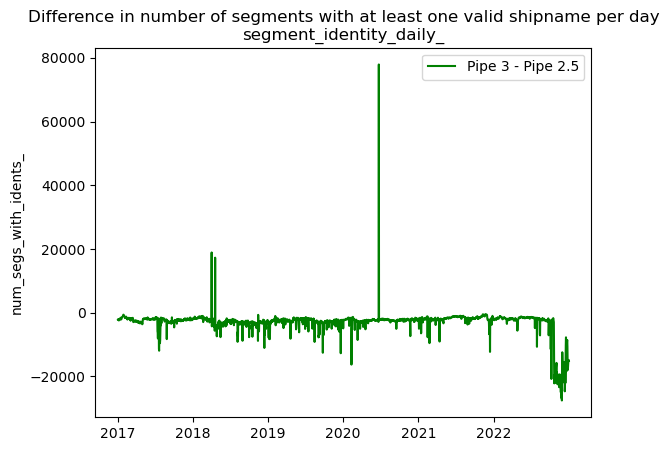 Difference in number of segments with at least one valid shipname per day
segment_identity_daily_
Pipe 3 - Pipe 2.5
num_segs_with_idents_
80000
60000
40000
20000
0
−20000
2017 2018 2019 2020 2021 2022